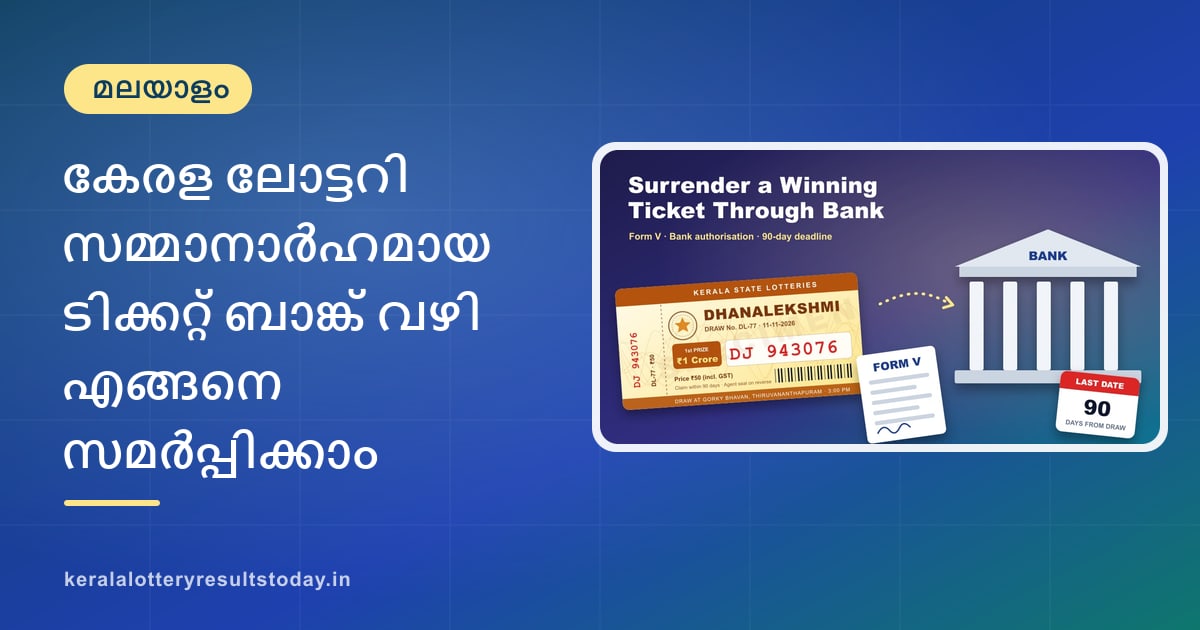 മലയാളം
കേരള ലോട്ടറി
സമ്മാനാർഹമായ
ടിക്കറ്റ് ബാങ്ക് വഴി
എങ്ങനെ
സമർപ്പിക്കാം
keralalotteryresultstoday.in
Surrender a Winning
Ticket Through Bank
Form V · Bank authorisation · 90-day deadline
KERALA STATE LOTTERIES
DHANALEKSHMI
DRAW No. DL-77 · 11-11-2026
1st PRIZE
₹1 Crore
DJ 943076
DJ 943076
DL-77 · ₹50
Price ₹50 (incl. GST)
Claim within 90 days · Agent seal on reverse
DRAW AT GORKY BHAVAN, THIRUVANANTHAPURAM · 3:00 PM
FORM V
BANK
LAST DATE
90
DAYS FROM DRAW